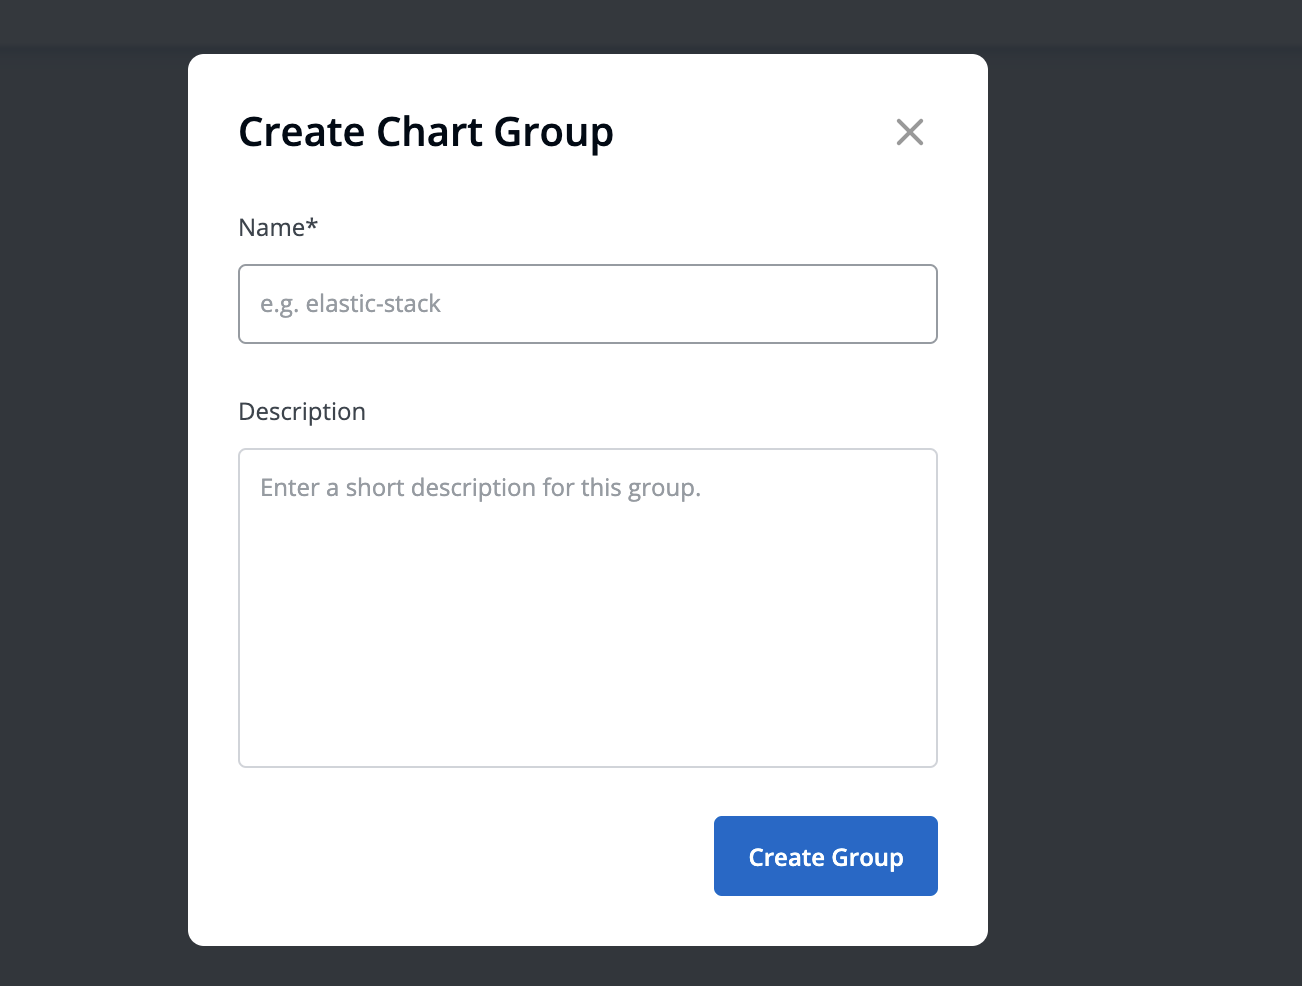 Create Chart Group
Name*
e.g. elastic-stack
Description
Enter a short description for this group.
Create Group